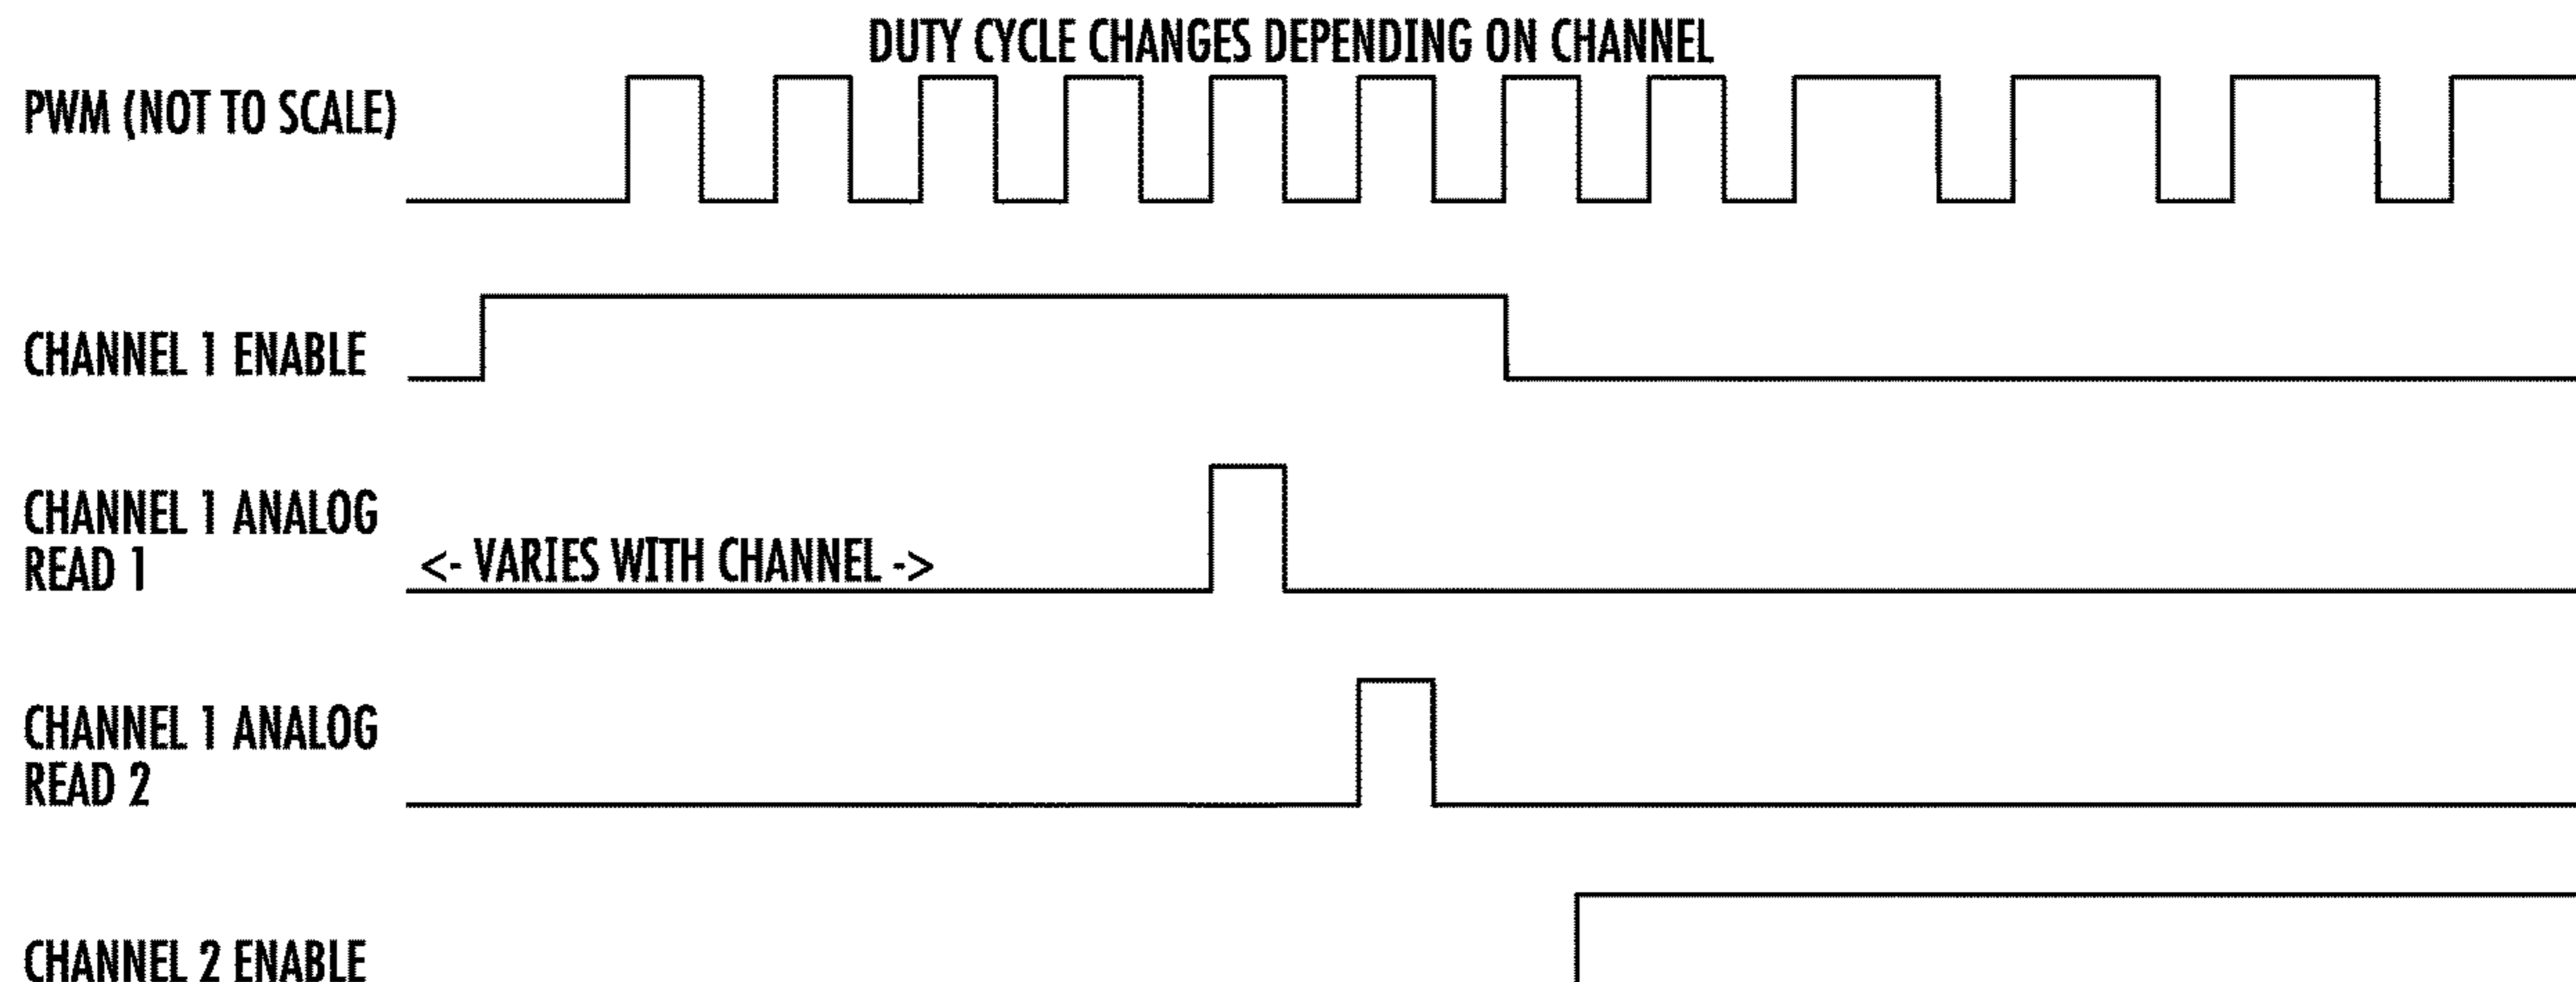 DUTY CYCLE CHANGES DEPENDING ON CHANNEL
PWM (NOT TO SCALE)
CHANNEL 1 ENABLE
CHANNEL 1 ANALOG
READ 1
<- VARIES WITH CHANNEL ->
CHANNEL 1 ANALOG
READ 2
CHANNEL 2 ENABLE